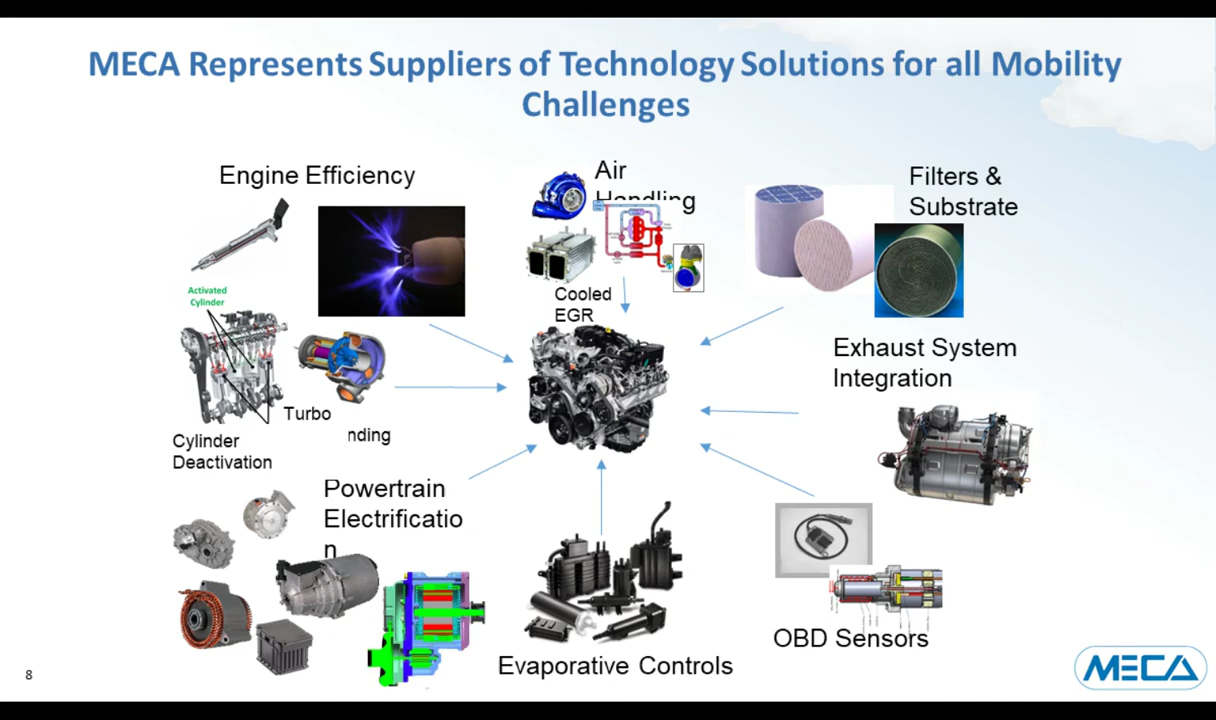 MECA Represents Suppliers of Technology Solutions for all Mobility
Challenges
Engine Efficiency
Air
Handling
Filters &
Substrate
Activated
Cylinder
Cooled
EGR
Exhaust System
Integration
Turbo
nding
Cylinder
Deactivation
Powertrain
Electrificatio
n
OBD Sensors
Evaporative Controls
8
MECA